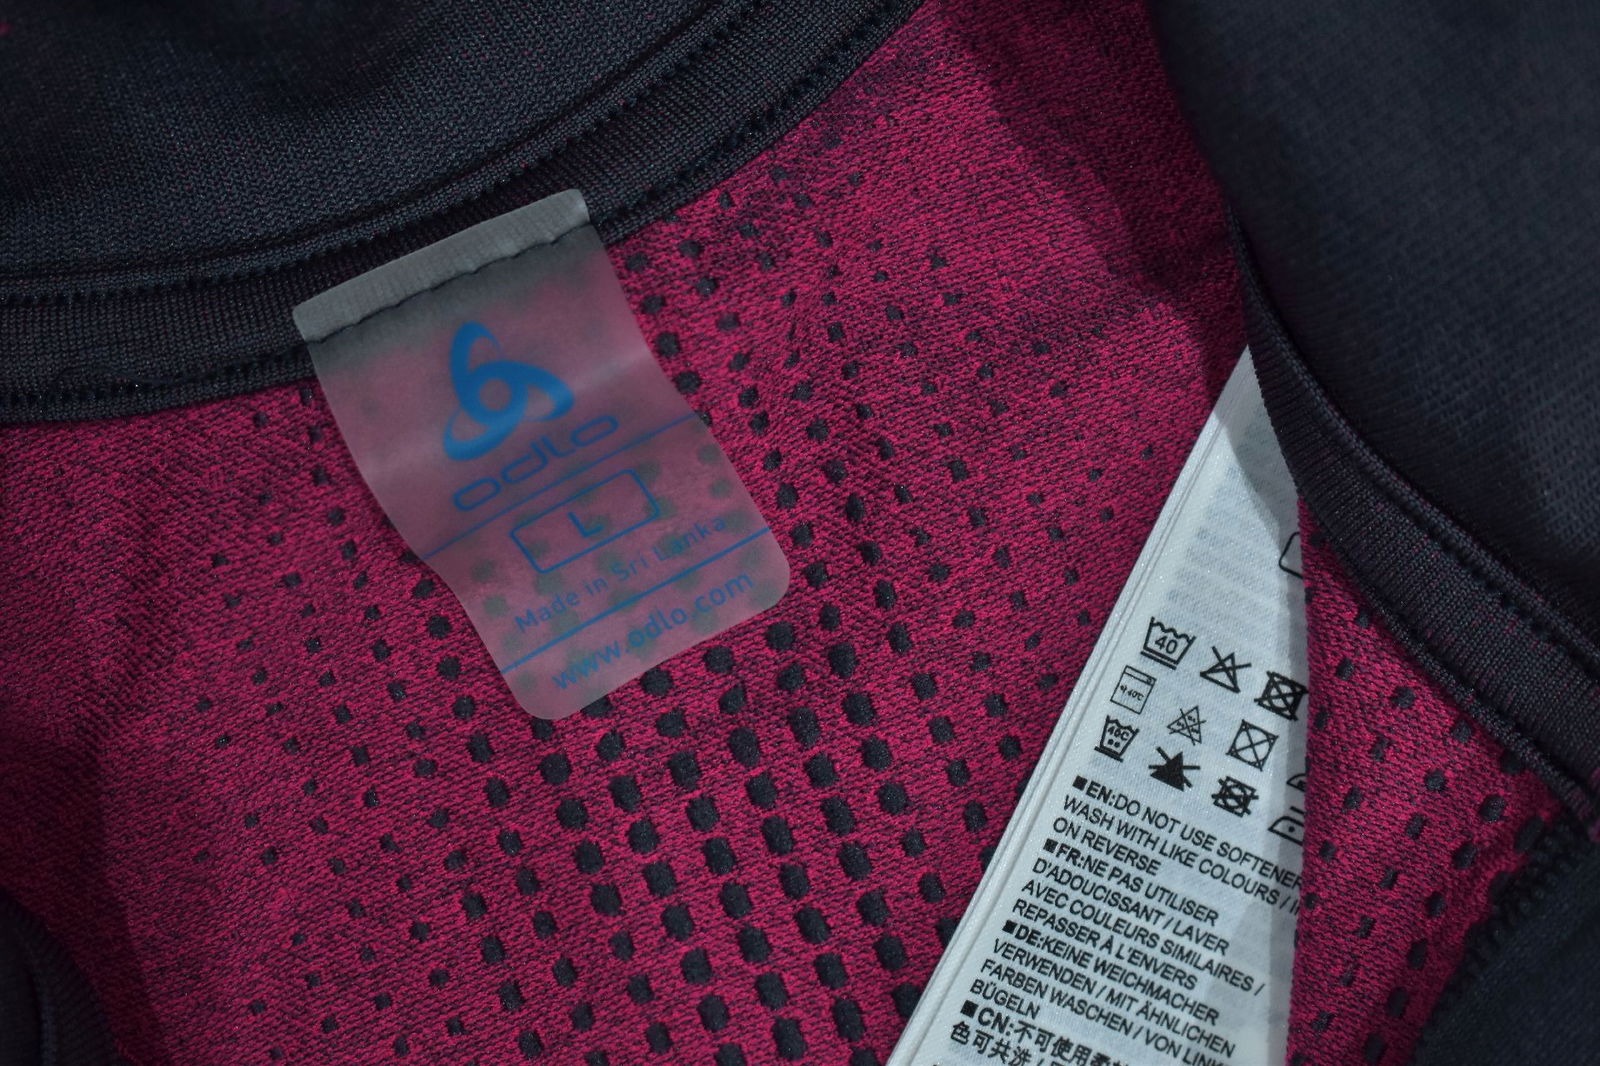 odlo
L
Made in Sri Lanka
www.odlo.com
40
40°C
40C
EN:DO NOT USE SOFTENER
WASH WITH LIKE COLOURS /
ON REVERSE
FR:NE PAS UTILISER
D'ADOUCISSANT / LAVER
AVEC COULEURS SIMILAIRES /
REPASSER À L'ENVERS
DE:KEINE WEICHMACHER
VERWENDEN / MIT ÄHNLICHEN
FARBEN WASCHEN / VON
BÜGELN
CN:不可使用柔
色可共洗 /